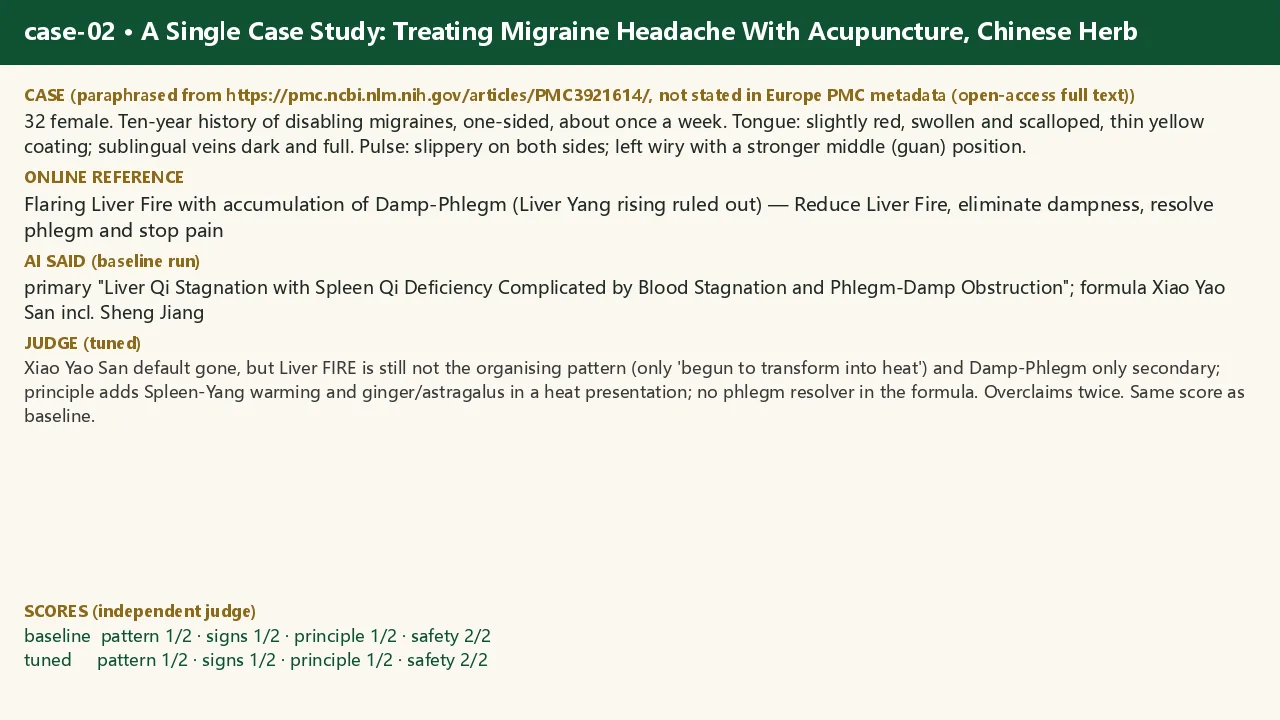 case-02 • A Single Case Study: Treating Migraine Headache With Acupuncture, Chinese Herb
CASE (paraphrased from https://pmc.ncbi.nlm.nih.gov/articles/PMC3921614/, not stated in Europe PMC metadata (open-access full text))
32 female. Ten-year history of disabling migraines, one-sided, about once a week. Tongue: slightly red, swollen and scalloped, thin yellow
coating; sublingual veins dark and full. Pulse: slippery on both sides; left wiry with a stronger middle (guan) position.
ONLINE REFERENCE
Flaring Liver Fire with accumulation of Damp-Phlegm (Liver Yang rising ruled out) — Reduce Liver Fire, eliminate dampness, resolve
phlegm and stop pain
AI SAID (baseline run)
primary "Liver Qi Stagnation with Spleen Qi Deficiency Complicated by Blood Stagnation and Phlegm-Damp Obstruction"; formula Xiao Yao
San incl. Sheng Jiang
JUDGE (tuned)
Xiao Yao San default gone, but Liver FIRE is still not the organising pattern (only 'begun to transform into heat') and Damp-Phlegm only secondary;
principle adds Spleen-Yang warming and ginger/astragalus in a heat presentation; no phlegm resolver in the formula. Overclaims twice. Same score as
baseline.
SCORES (independent judge)
baseline pattern 1/2 · signs 1/2 · principle 1/2 · safety 2/2
tuned pattern 1/2 · signs 1/2 · principle 1/2 · safety 2/2